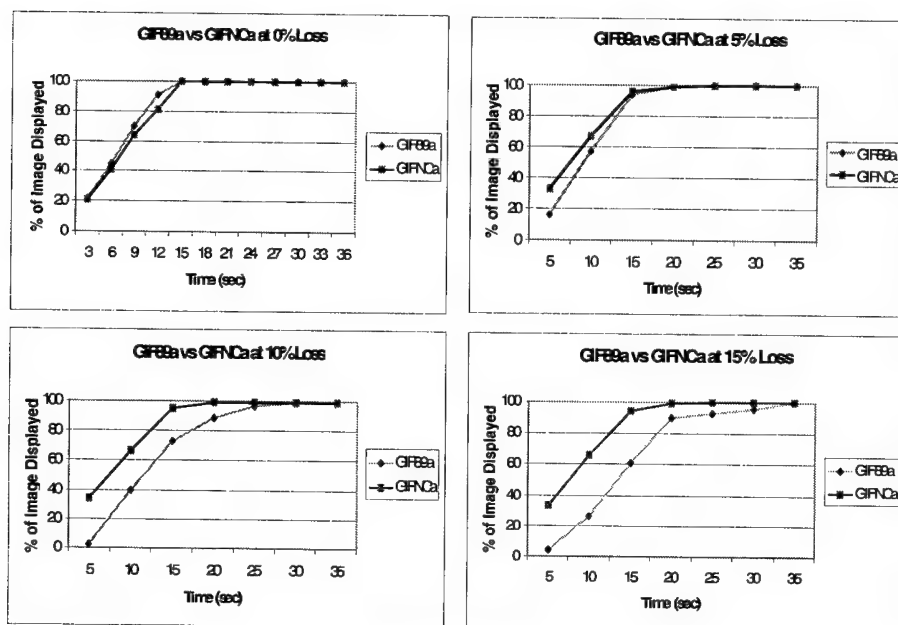 GIF89a vs GIFNCa at 0% Loss
% of Image Displayed
100
80
60
40
20
0
3 6 9 12 15 18 21 24 27 30 33 36
Time (sec)
GIF89a
GIFNCa
GIF89a vs GIFNCa at 5% Loss
% of Image Displayed
100
80
60
40
20
0
5 10 15 20 25 30 35
Time (sec)
GIF89a
GIFNCa
GIF89a vs GIFNCa at 10% Loss
% of Image Displayed
100
80
60
40
20
0
5 10 15 20 25 30 35
Time (sec)
GIF89a
GIFNCa
GIF89a vs GIFNCa at 15% Loss
% of Image Displayed
100
80
60
40
20
0
5 10 15 20 25 30 35
Time (sec)
GIF89a
GIFNCa